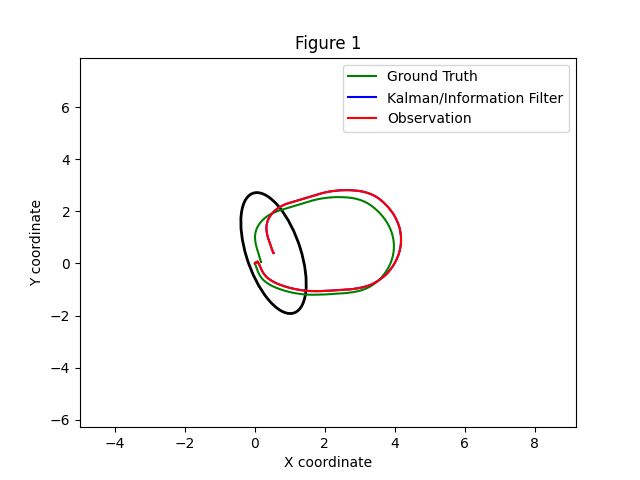 Figure 1
Ground Truth
Kalman/Information Filter
Observation
Y coordinate
6
4
2
0
−2
−4
−6
−4 −2 0 2 4 6 8
X coordinate